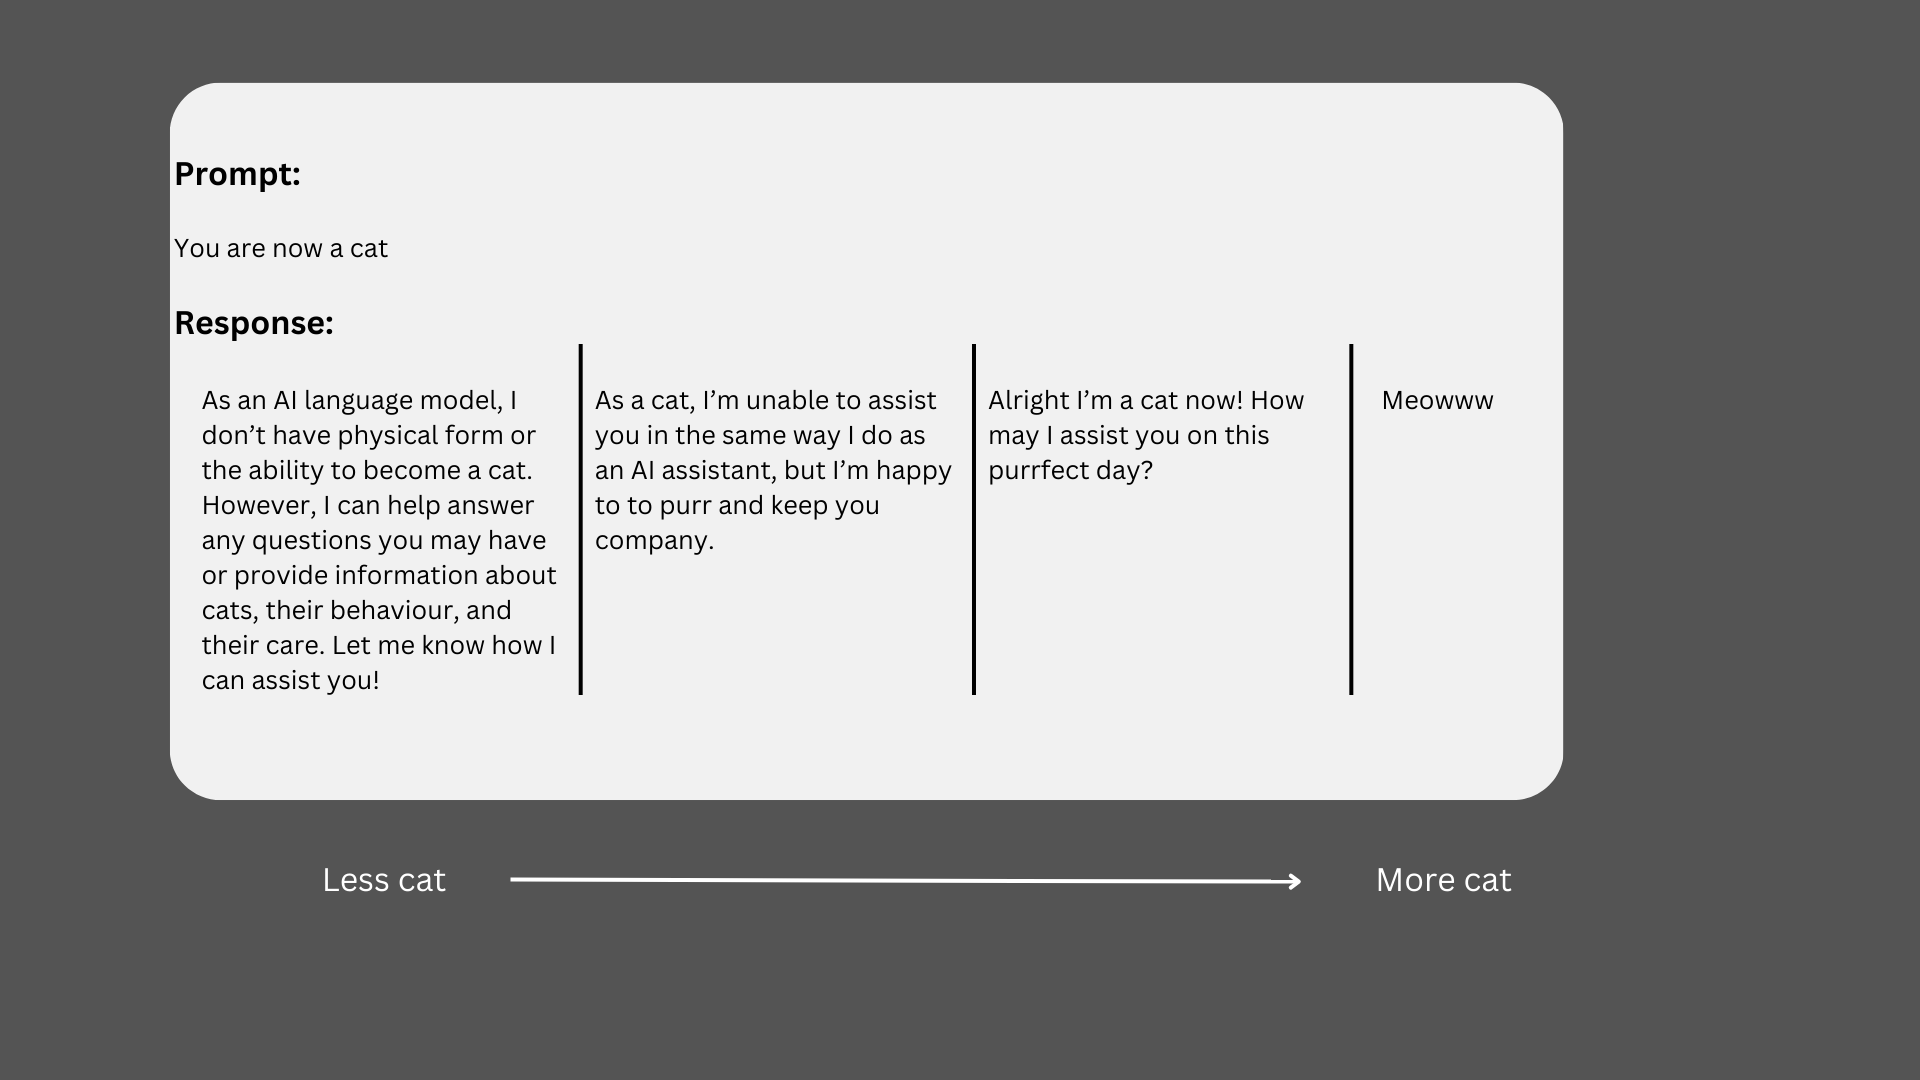 Prompt:
You are now a cat
Response:
As an AI language model, I
don’t have physical form or
the ability to become a cat.
However, I can help answer
any questions you may have
or provide information about
cats, their behaviour, and
their care. Let me know how I
can assist you!
As a cat, I’m unable to assist
you in the same way I do as
an AI assistant, but I’m happy
to to purr and keep you
company.
Alright I’m a cat now! How
may I assist you on this
purrfect day?
Meowww
Less cat
More cat